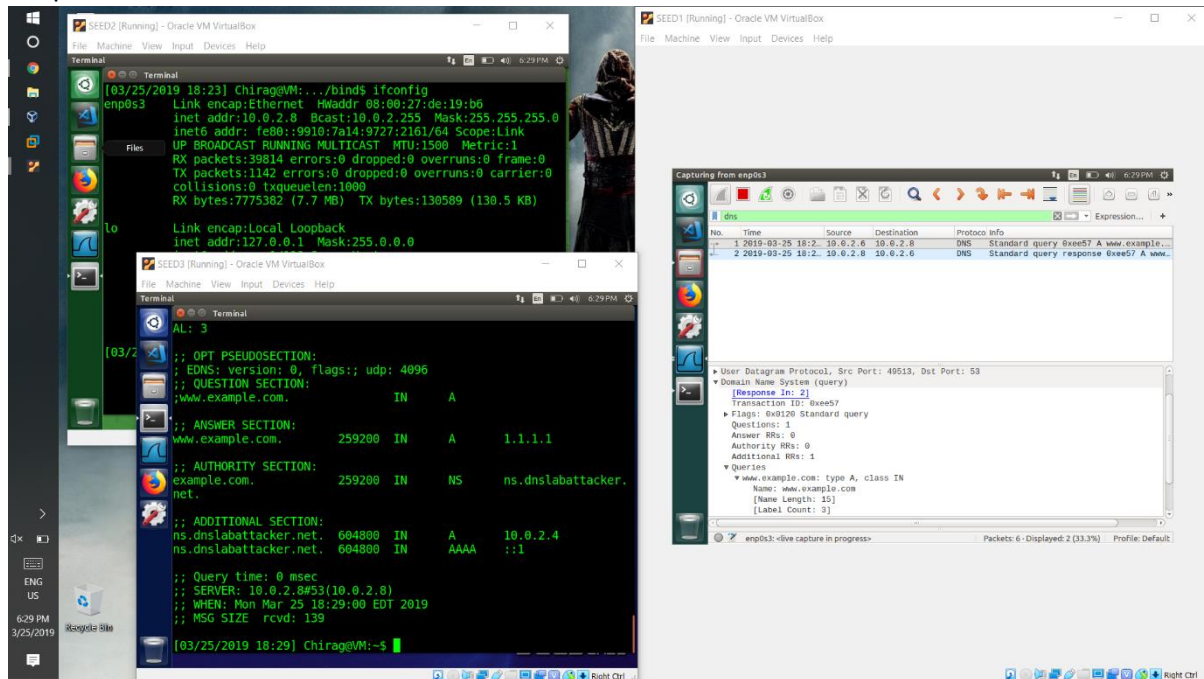 SEED2 [Running] - Oracle VM VirtualBox
File Machine View Input Devices Help
Terminal
En
6:29 PM
Terminal
[03/25/2019 18:23] Chirag@VM:.../bind$ ifconfig
enp0s3 Link encap:Ethernet HWaddr 08:00:27:de:19:b6
inet addr:10.0.2.8 Bcast:10.0.2.255 Mask:255.255.255.0
inet6 addr: fe80::9910:7a14:9727:2161/64 Scope:Link
UP BROADCAST RUNNING MULTICAST MTU:1500 Metric:1
RX packets:39814 errors:0 dropped:0 overruns:0 frame:0
TX packets:1142 errors:0 dropped:0 overruns:0 carrier:0
collisions:0 txqueuelen:1000
RX bytes:7775382 (7.7 MB) TX bytes:130589 (130.5 KB)
Files
lo Link encap:Local Loopback
inet addr:127.0.0.1 Mask:255.0.0.0
[03/2
SEED3 [Running] - Oracle VM VirtualBox
File Machine View Input Devices Help
Terminal
En
6:29 PM
Terminal
AL: 3
;; OPT PSEUDOSECTION:
; EDNS: version: 0, flags:; udp: 4096
;; QUESTION SECTION:
;www.example.com. IN A
;; ANSWER SECTION:
www.example.com. 259200 IN A 1.1.1.1
;; AUTHORITY SECTION:
example.com. 259200 IN NS ns.dnslabattacker.
net.
;; ADDITIONAL SECTION:
ns.dnslabattacker.net. 604800 IN A 10.0.2.4
ns.dnslabattacker.net. 604800 IN AAAA ::1
;; Query time: 0 msec
;; SERVER: 10.0.2.8#53(10.0.2.8)
;; WHEN: Mon Mar 25 18:29:00 EDT 2019
;; MSG SIZE rcvd: 139
[03/25/2019 18:29] Chirag@VM:~$
Right Ctrl
SEED1 [Running] - Oracle VM VirtualBox
File Machine View Input Devices Help
Capturing from enp0s3
En
6:29 PM
dns
Expression... +
No. Time Source Destination Protoco Info
1 2019-03-25 18:2… 10.0.2.6 10.0.2.8 DNS Standard query 0xee57 A www.example.…
2 2019-03-25 18:2… 10.0.2.8 10.0.2.6 DNS Standard query response 0xee57 A www…
User Datagram Protocol, Src Port: 49513, Dst Port: 53
Domain Name System (query)
[Response In: 2]
Transaction ID: 0xee57
Flags: 0x0120 Standard query
Questions: 1
Answer RRs: 0
Authority RRs: 0
Additional RRs: 1
Queries
www.example.com: type A, class IN
Name: www.example.com
[Name Length: 15]
[Label Count: 3]
enp0s3: <live capture in progress>
Packets: 6 · Displayed: 2 (33.3%)
Profile: Default
Right Ctrl
ENG
US
6:29 PM
3/25/2019
Recycle Bin